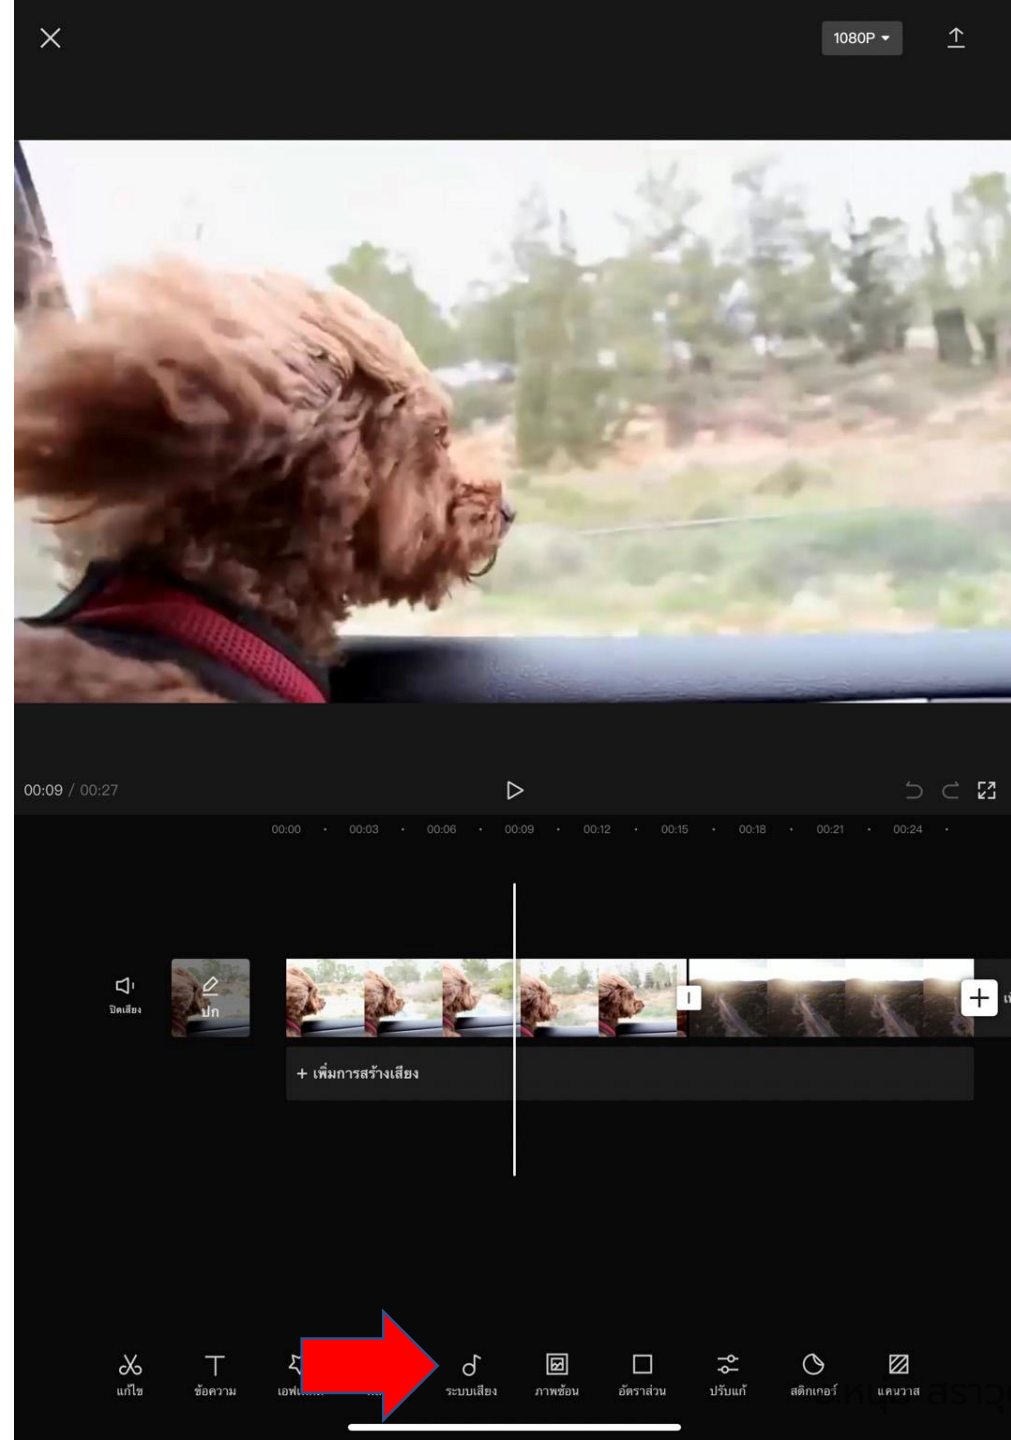 1080P
00:09 / 00:27
00:00 00:03 00:06 00:09 00:12 00:15 00:18 00:21 00:24
ปิดเสียง
ปก
+ เพิ่มการสร้างเสียง
แก้ไข ข้อความ ระบบเสียง ภาพซ้อน อัตราส่วน ปรับแก้ สติกเกอร์ แคนวาส